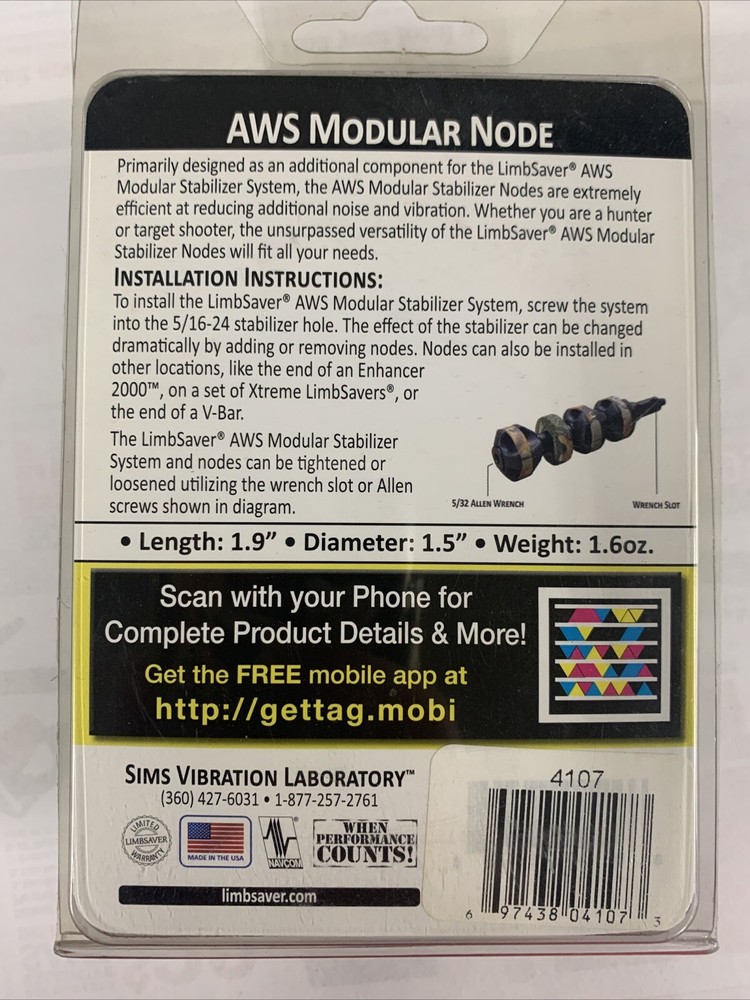 AWS MODULAR NODE
Primarily designed as an additional component for the LimbSaver® AWS
Modular Stabilizer System, the AWS Modular Stabilizer Nodes are extremely
efficient at reducing additional noise and vibration. Whether you are a hunter
or target shooter, the unsurpassed versatility of the LimbSaver® AWS Modular
Stabilizer Nodes will fit all your needs.
INSTALLATION INSTRUCTIONS:
To install the LimbSaver® AWS Modular Stabilizer System, screw the system
into the 5/16-24 stabilizer hole. The effect of the stabilizer can be changed
dramatically by adding or removing nodes. Nodes can also be installed in
other locations, like the end of an Enhancer
2000™, on a set of Xtreme LimbSavers®, or
the end of a V-Bar.
The LimbSaver® AWS Modular Stabilizer
System and nodes can be tightened or
loosened utilizing the wrench slot or Allen
screws shown in diagram.
5/32 ALLEN WRENCH
WRENCH SLOT
• Length: 1.9” • Diameter: 1.5” • Weight: 1.6oz.
Scan with your Phone for
Complete Product Details & More!
Get the FREE mobile app at
http://gettag.mobi
SIMS VIBRATION LABORATORY™
(360) 427-6031 • 1-877-257-2761
LIMITED
LIMBSAVER
WARRANTY
MADE IN THE USA
NAVCOM®
WHEN
PERFORMANCE
COUNTS!
limbsaver.com
4107
6 97438 04107 3